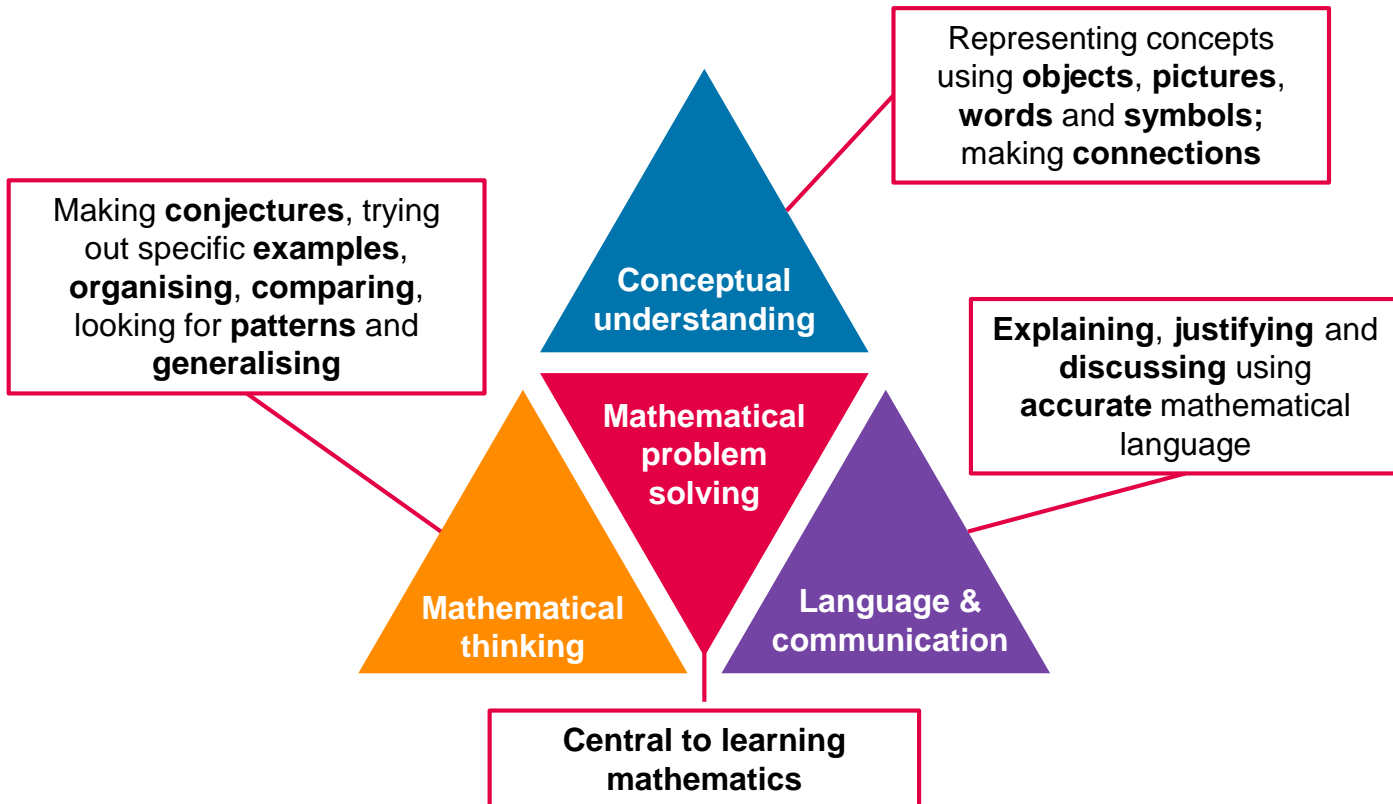 Representing concepts
using objects, pictures,
words and symbols;
making connections
Making conjectures, trying
out specific examples,
organising, comparing,
looking for patterns and
generalising
Conceptual
understanding
Explaining, justifying and
discussing using
accurate mathematical
language
Mathematical
problem
solving
Mathematical
thinking
Language &
communication
Central to learning
mathematics